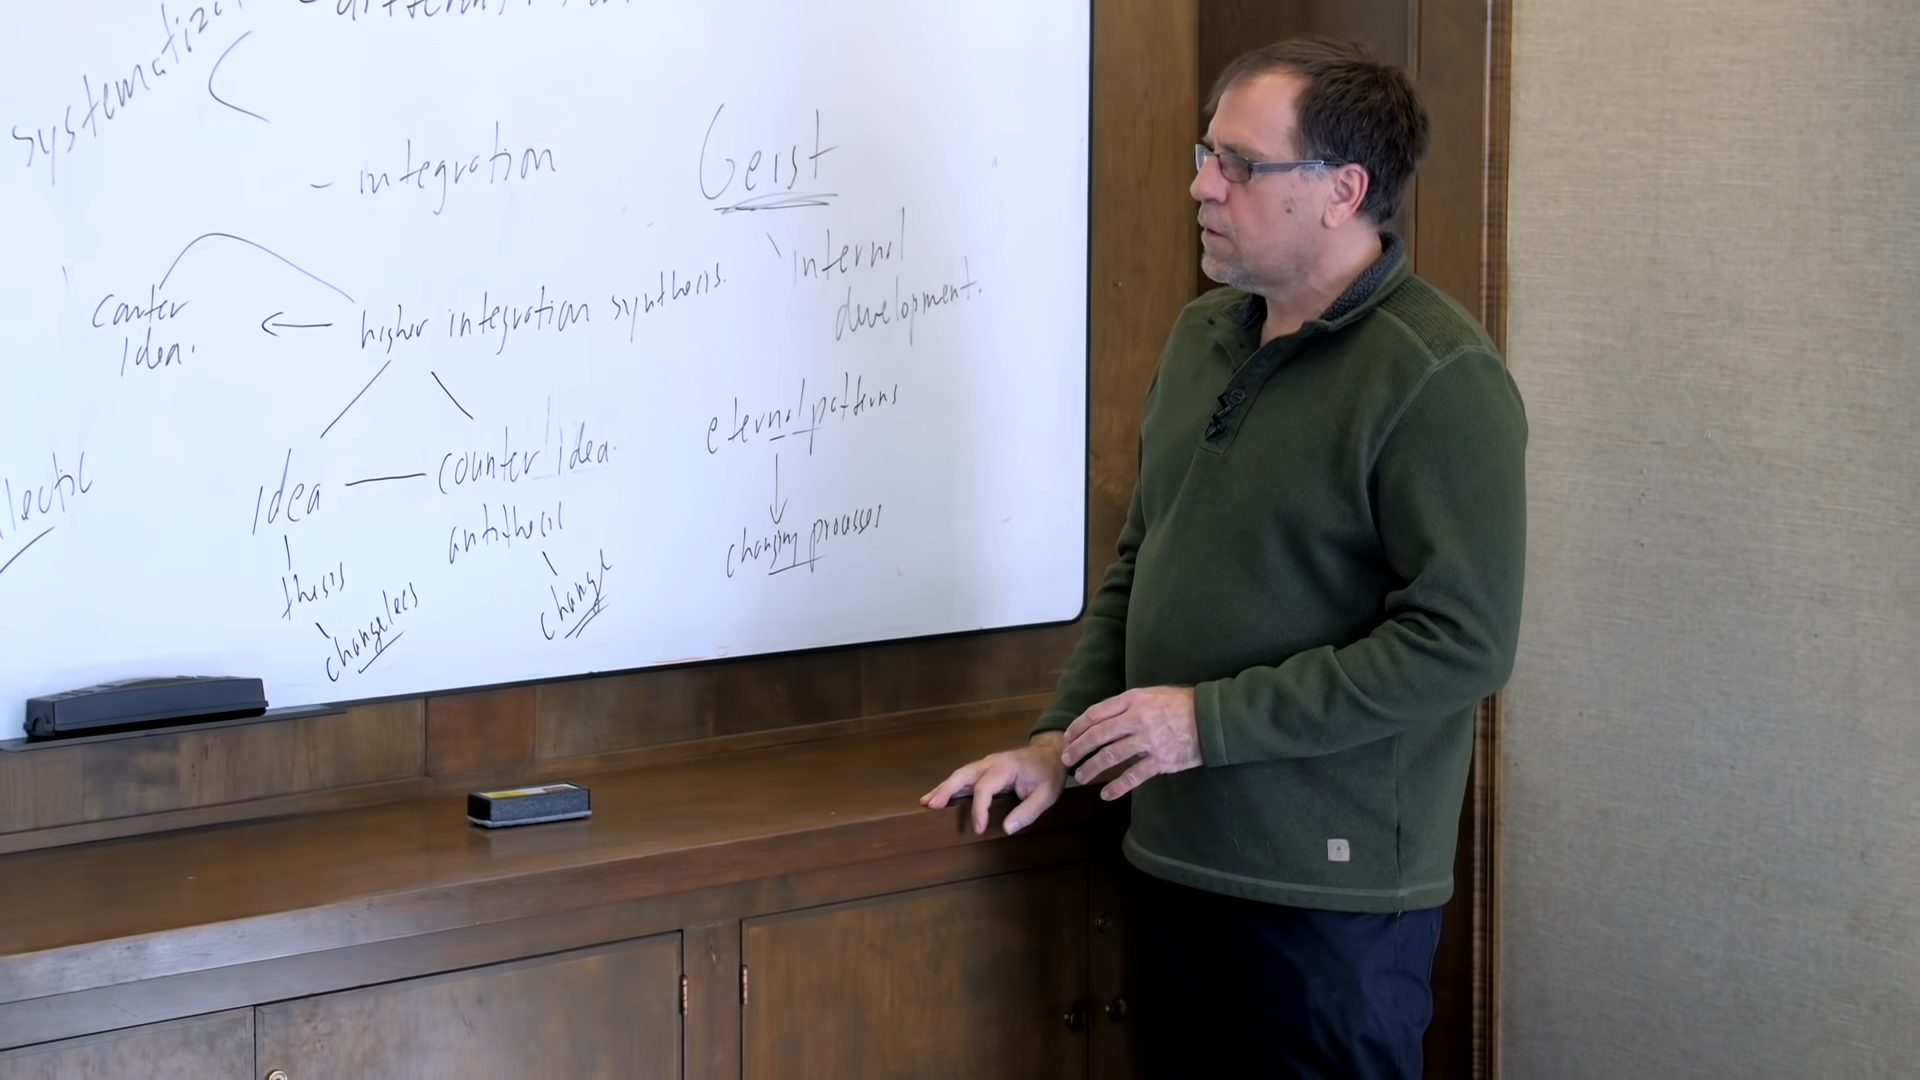 - integration
Geist
internal
development.
counter
idea.
higher integration synthesis.
eternal patterns
idea
counter idea.
antithesis
changing processes
thesis
changeless
change